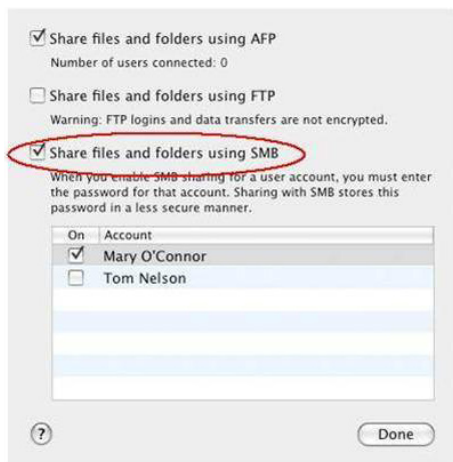 Share files and folders using AFP
Number of users connected: 0
Share files and folders using FTP
Warning: FTP logins and data transfers are not encrypted.
Share files and folders using SMB
When you enable SMB sharing for a user account, you must enter
the password for that account. Sharing with SMB stores this
password in a less secure manner.
On Account
Mary O'Connor
Tom Nelson
? Done